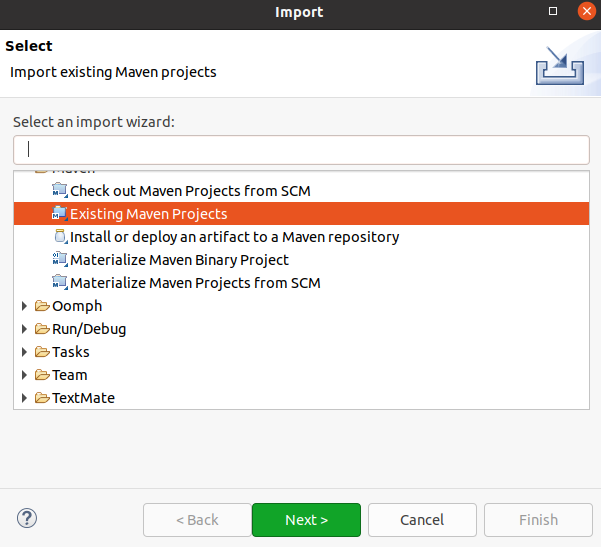 Import
Select
Import existing Maven projects
Select an import wizard:
Maven
Check out Maven Projects from SCM
Existing Maven Projects
Install or deploy an artifact to a Maven repository
Materialize Maven Binary Project
Materialize Maven Projects from SCM
Oomph
Run/Debug
Tasks
Team
TextMate
< Back
Next >
Cancel
Finish